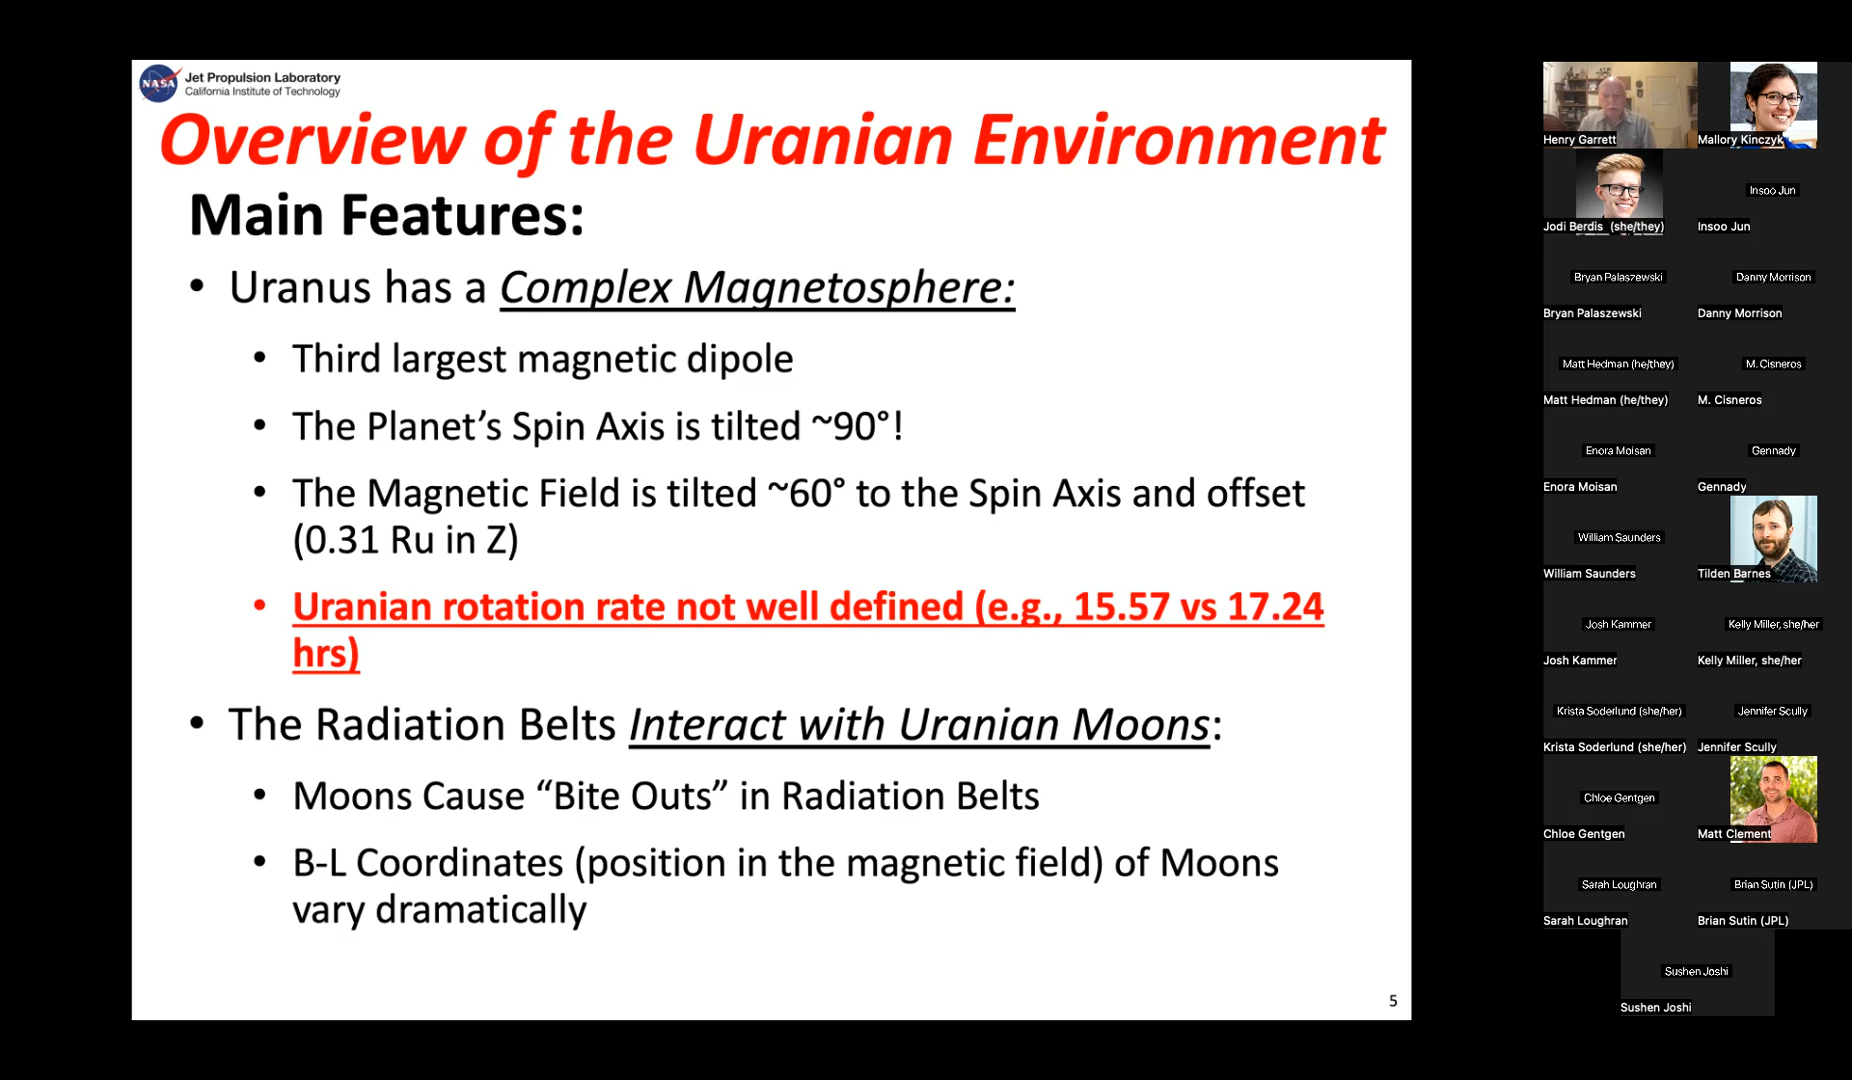 NASA
Jet Propulsion Laboratory
California Institute of Technology
Overview of the Uranian Environment
Main Features:
• Uranus has a Complex Magnetosphere:
• Third largest magnetic dipole
• The Planet’s Spin Axis is tilted ~90°!
• The Magnetic Field is tilted ~60° to the Spin Axis and offset
(0.31 Ru in Z)
• Uranian rotation rate not well defined (e.g., 15.57 vs 17.24
hrs)
• The Radiation Belts Interact with Uranian Moons:
• Moons Cause “Bite Outs” in Radiation Belts
• B-L Coordinates (position in the magnetic field) of Moons
vary dramatically
5
Henry Garrett
Mallory Kinczyk
Jodi Berdis (she/they)
Insoo Jun
Insoo Jun
Bryan Palaszewski
Bryan Palaszewski
Danny Morrison
Danny Morrison
Matt Hedman (he/they)
Matt Hedman (he/they)
M. Cisneros
M. Cisneros
Enora Moisan
Enora Moisan
Gennady
Gennady
William Saunders
William Saunders
Tilden Barnes
Josh Kammer
Josh Kammer
Kelly Miller, she/her
Kelly Miller, she/her
Krista Soderlund (she/her)
Krista Soderlund (she/her)
Jennifer Scully
Jennifer Scully
Chloe Gentgen
Chloe Gentgen
Matt Clement
Sarah Loughran
Sarah Loughran
Brian Sutin (JPL)
Brian Sutin (JPL)
Sushen Joshi
Sushen Joshi